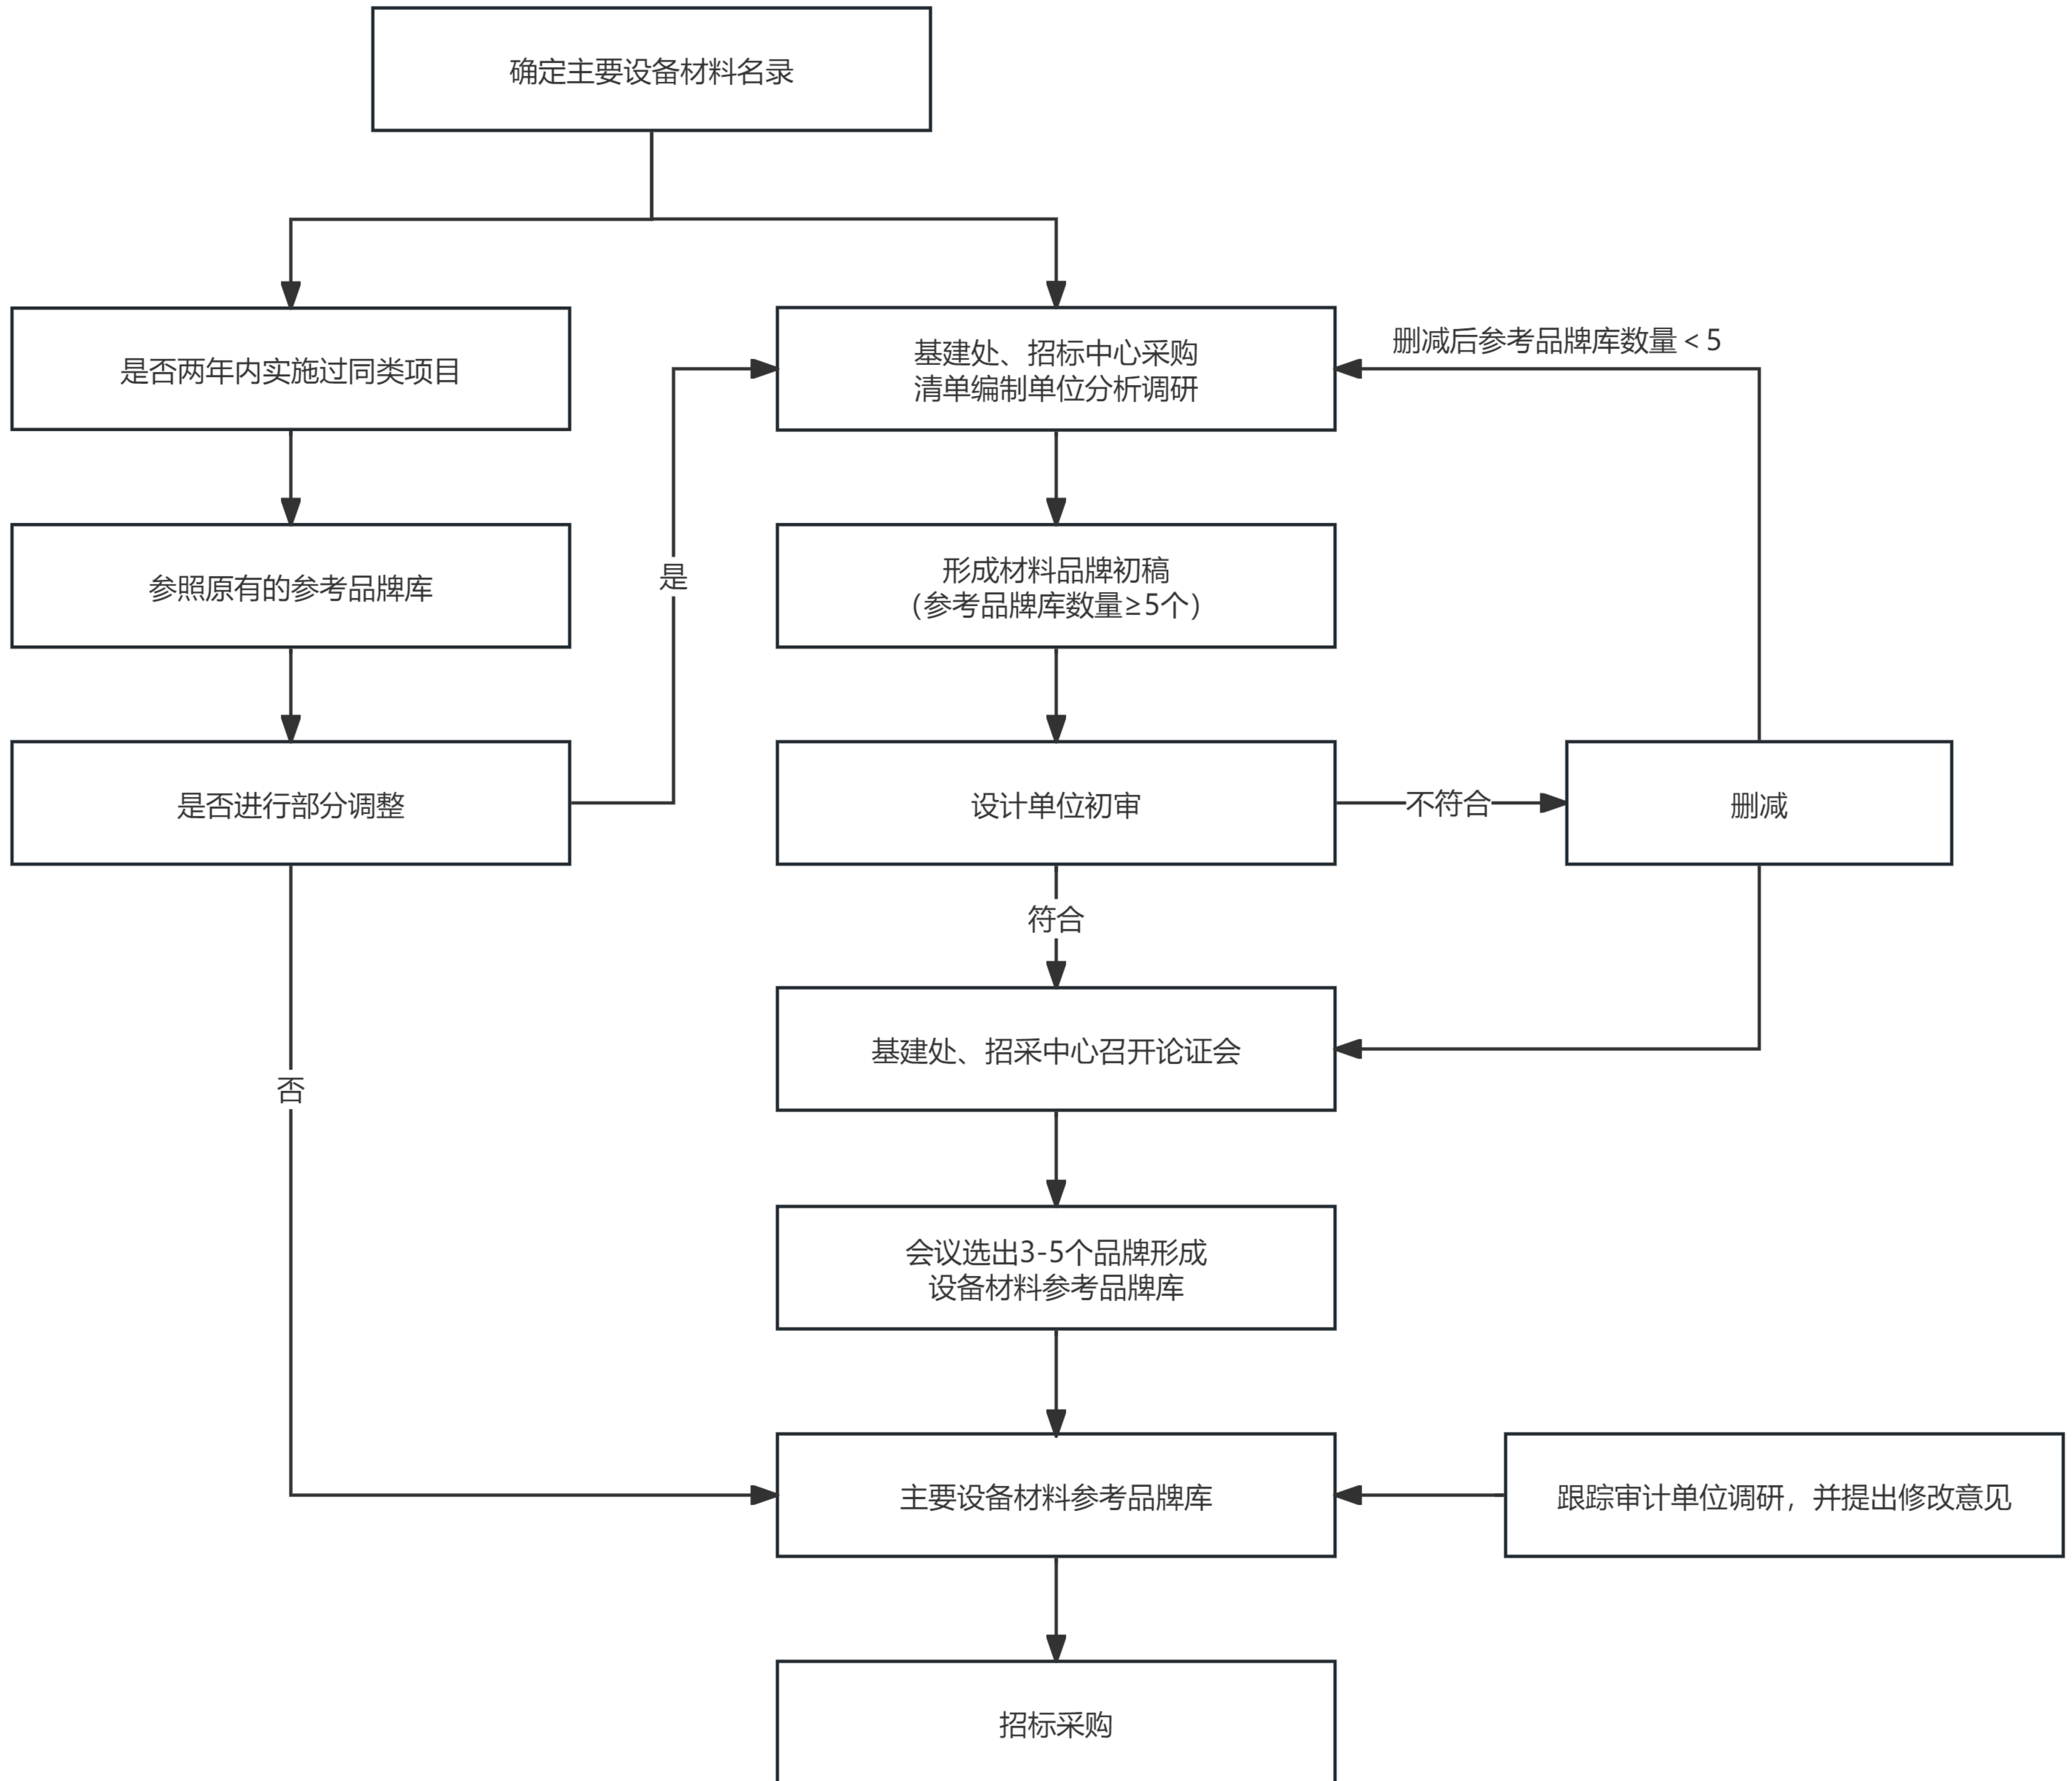 确定主要设备材料名录
是否两年内实施过同类项目
基建处、招标中心采购
清单编制单位分析调研
删减后参考品牌库数量＜5
参照原有的参考品牌库
是
形成材料品牌初稿
（参考品牌库数量≥5个）
是否进行部分调整
设计单位初审
不符合
删减
符合
基建处、招采中心召开论证会
否
会议选出3-5个品牌形成
设备材料参考品牌库
主要设备材料参考品牌库
跟踪审计单位调研，并提出修改意见
招标采购